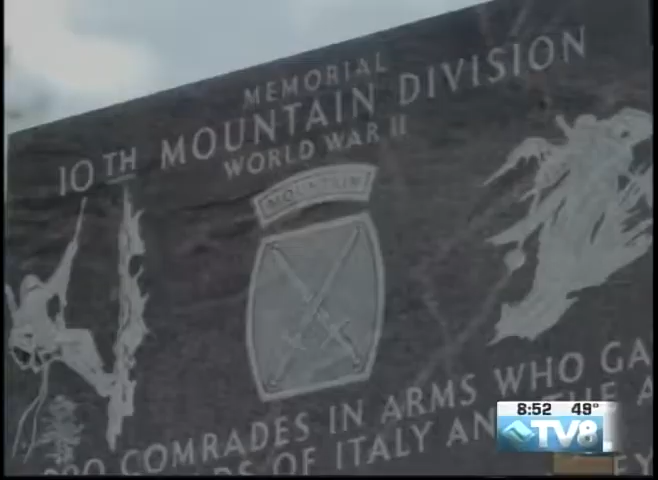 MEMORIAL
10TH MOUNTAIN DIVISION
WORLD WAR II
MOUNTAIN
COMRADES IN ARMS WHO GA
OF ITALY AN THE A
8:52 49°
TV8